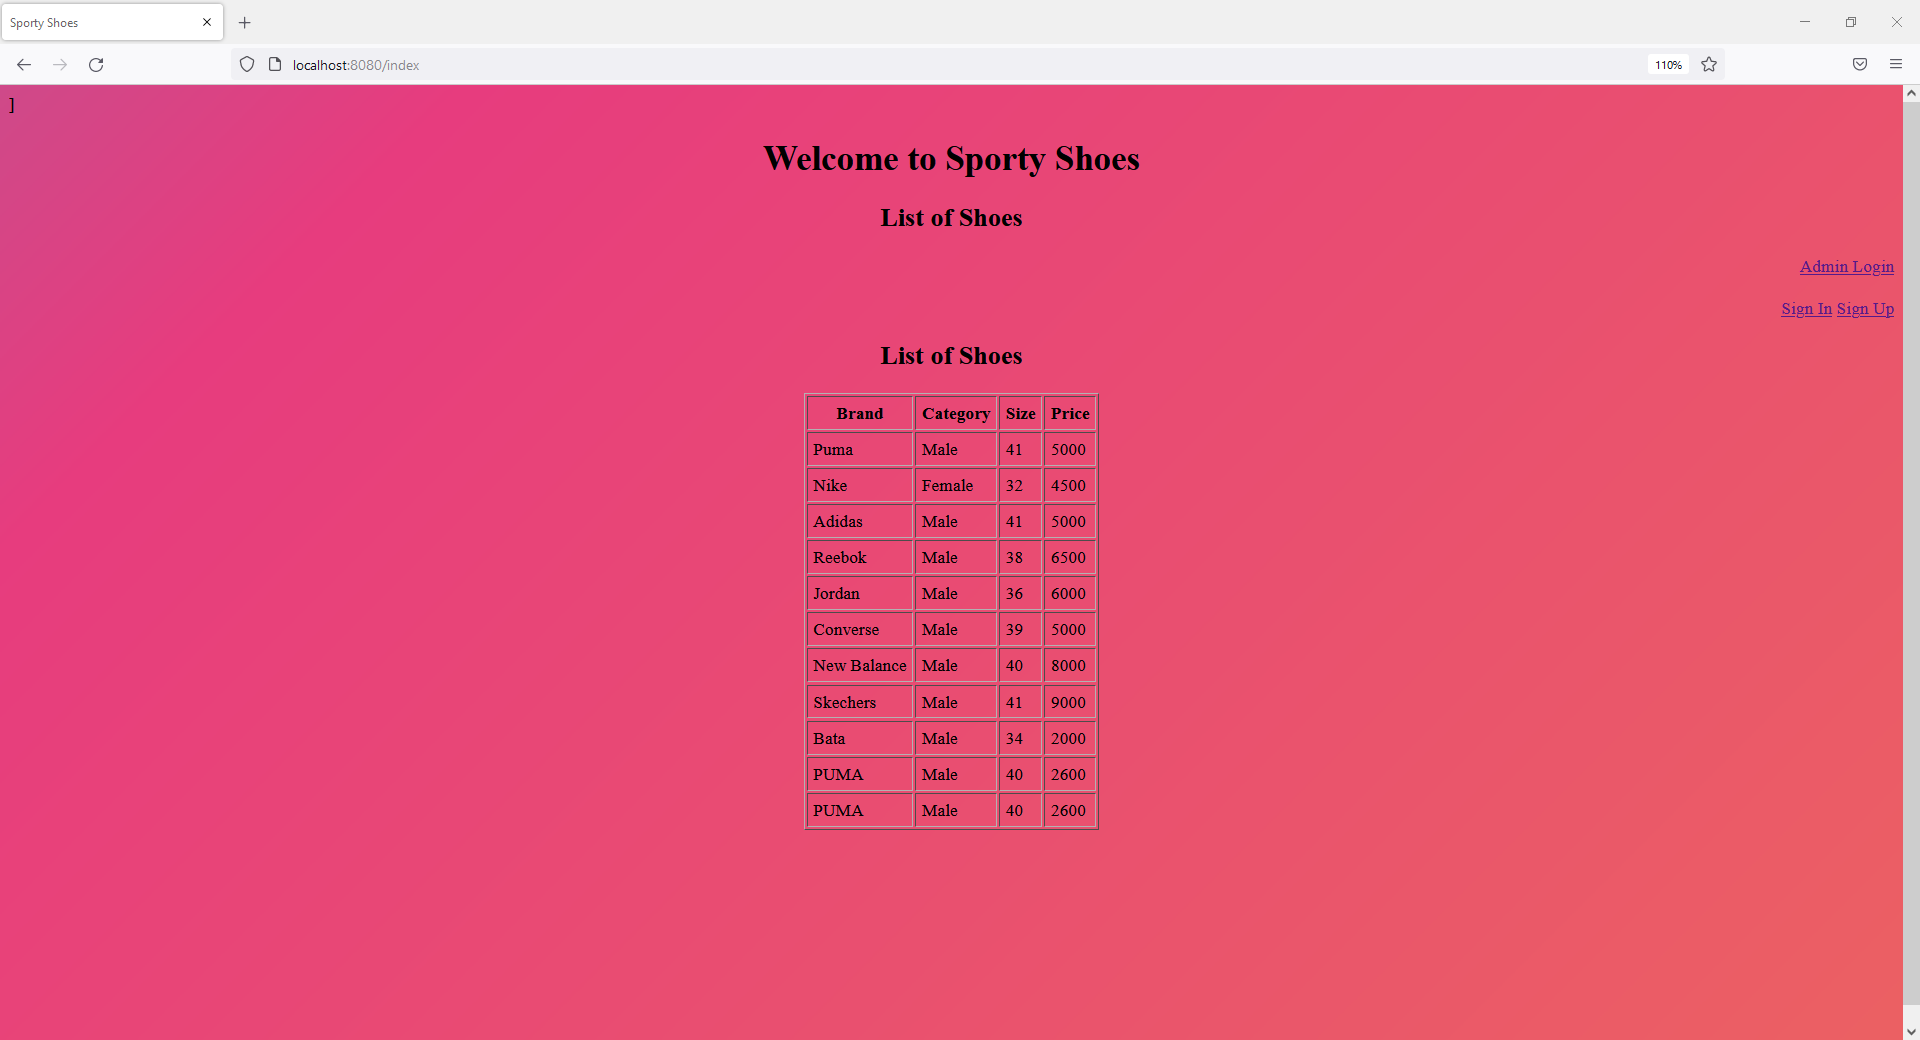 Sporty Shoes
localhost:8080/index
110%
]
Welcome to Sporty Shoes
List of Shoes
Admin Login
Sign In Sign Up
List of Shoes
Brand Category Size Price
Puma Male 41 5000
Nike Female 32 4500
Adidas Male 41 5000
Reebok Male 38 6500
Jordan Male 36 6000
Converse Male 39 5000
New Balance Male 40 8000
Skechers Male 41 9000
Bata Male 34 2000
PUMA Male 40 2600
PUMA Male 40 2600